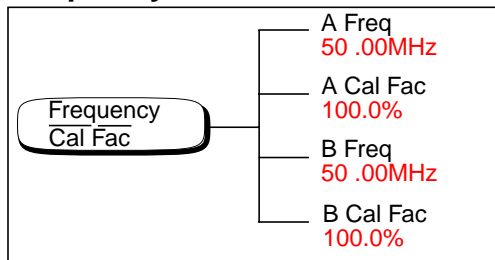 Frequency
Cal Fac
A Freq
50 .00MHz
A Cal Fac
100.0%
B Freq
50 .00MHz
B Cal Fac
100.0%